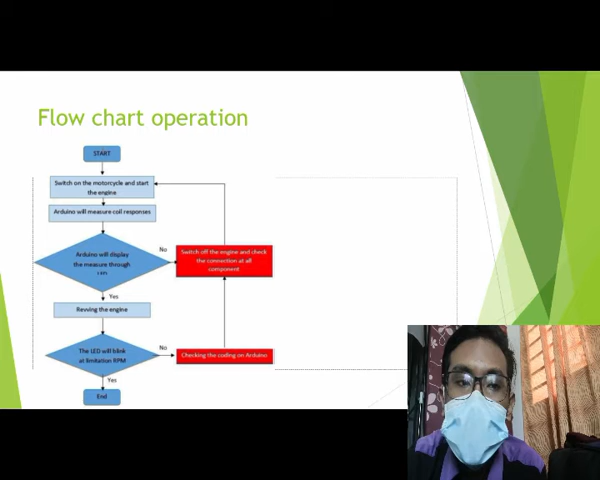 Flow chart operation
START
Switch on the motorcycle and start
the engine
Arduino will measure coil responses
Arduino will display
the measure through
No
Switch off the engine and check
the connection at all
component
Yes
Revving the engine
The LED will blink
at limitation RPM
No
Checking the coding on Arduino
Yes
End